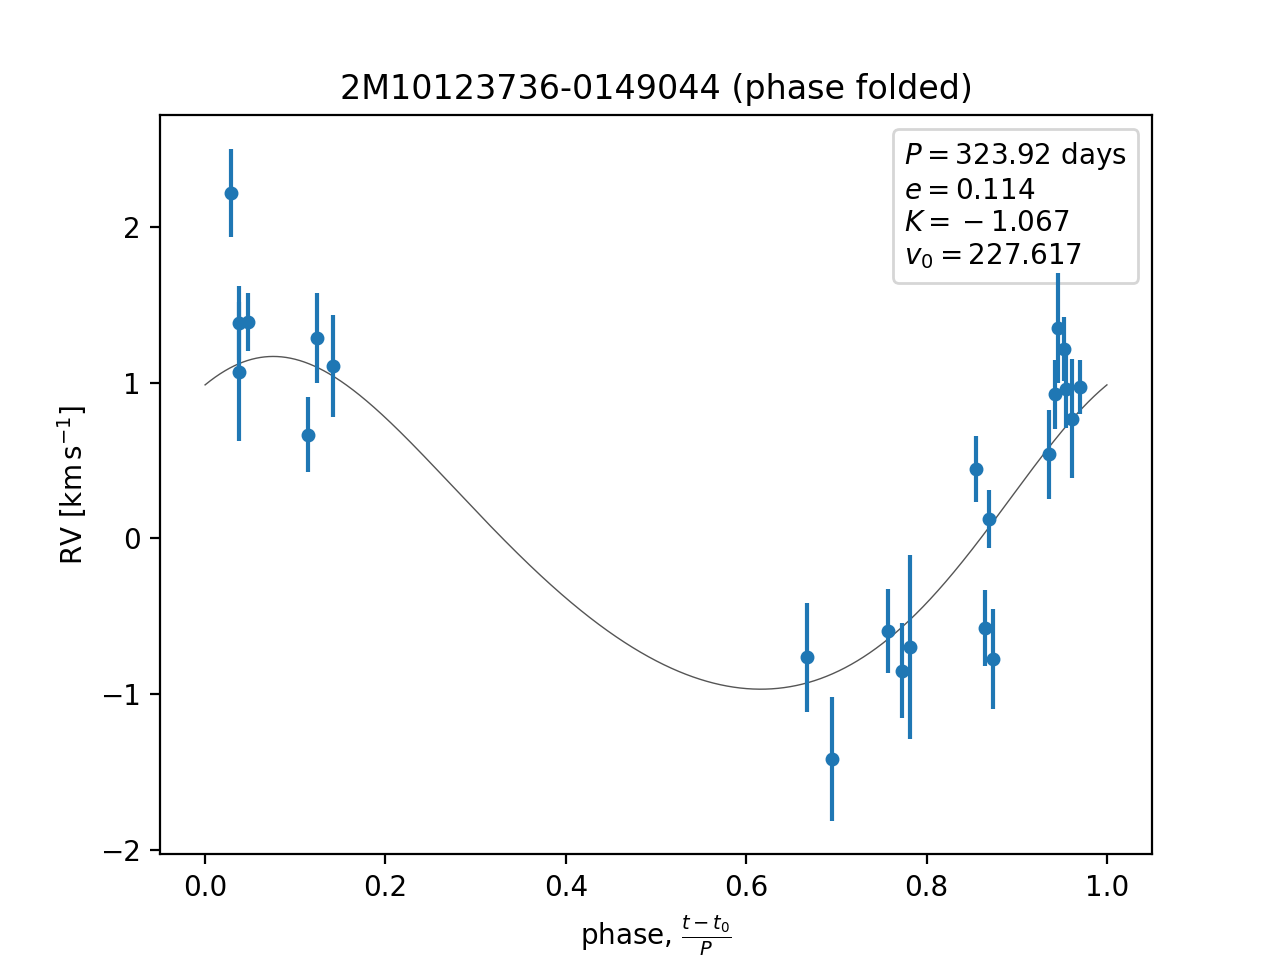 2M10123736-0149044 (phase folded)
P = 323.92 days
e = 0.114
K = −1.067
v₀ = 227.617
2
1
0
−1
−2
RV [km s⁻¹]
0.0 0.2 0.4 0.6 0.8 1.0
phase, (t − t₀)/P